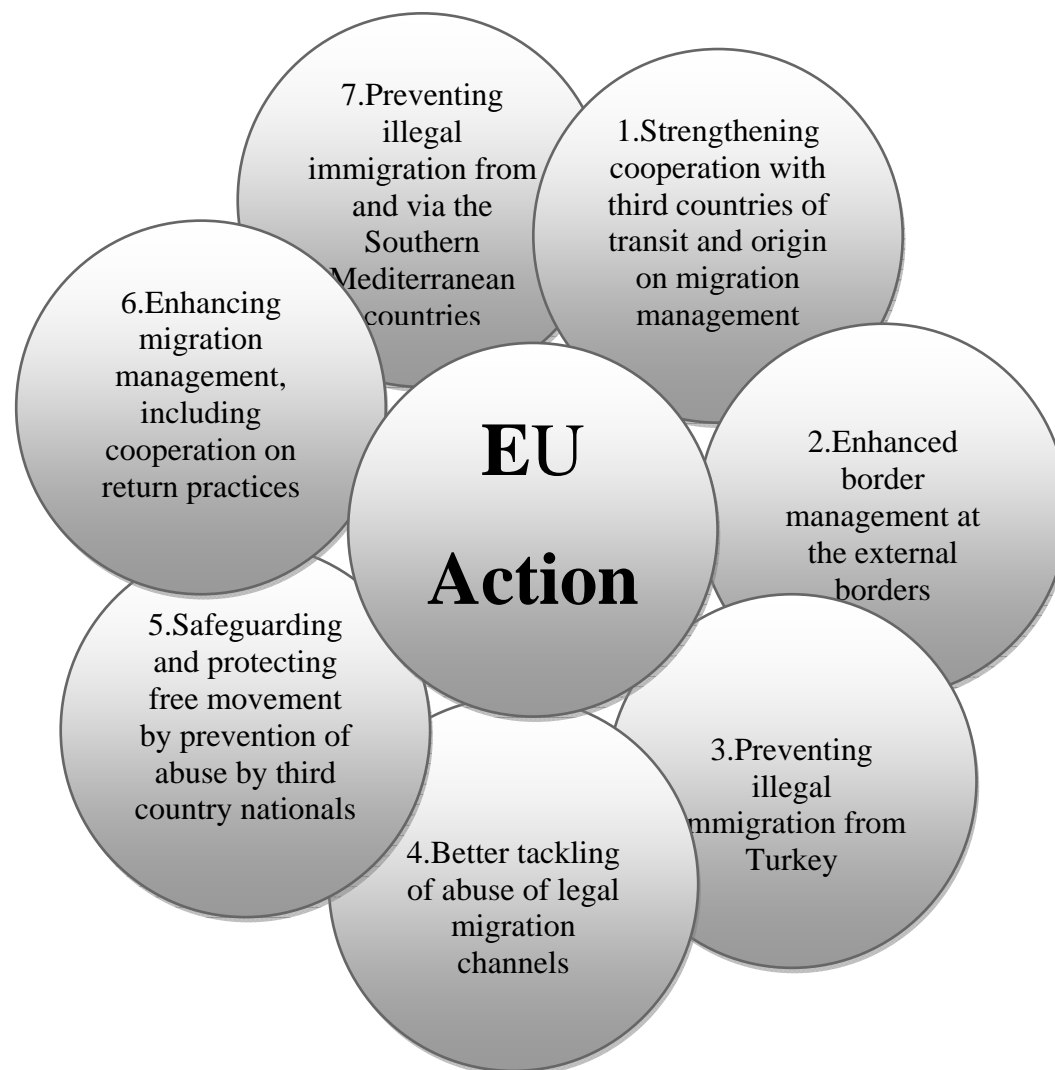 EU
Action
1.Strengthening
cooperation with
third countries of
transit and origin
on migration
management
2.Enhanced
border
management at
the external
borders
3.Preventing
illegal
immigration from
Turkey
4.Better tackling
of abuse of legal
migration
channels
5.Safeguarding
and protecting
free movement
by prevention of
abuse by third
country nationals
6.Enhancing
migration
management,
including
cooperation on
return practices
7.Preventing
illegal
immigration from
and via the
Southern
Mediterranean
countries